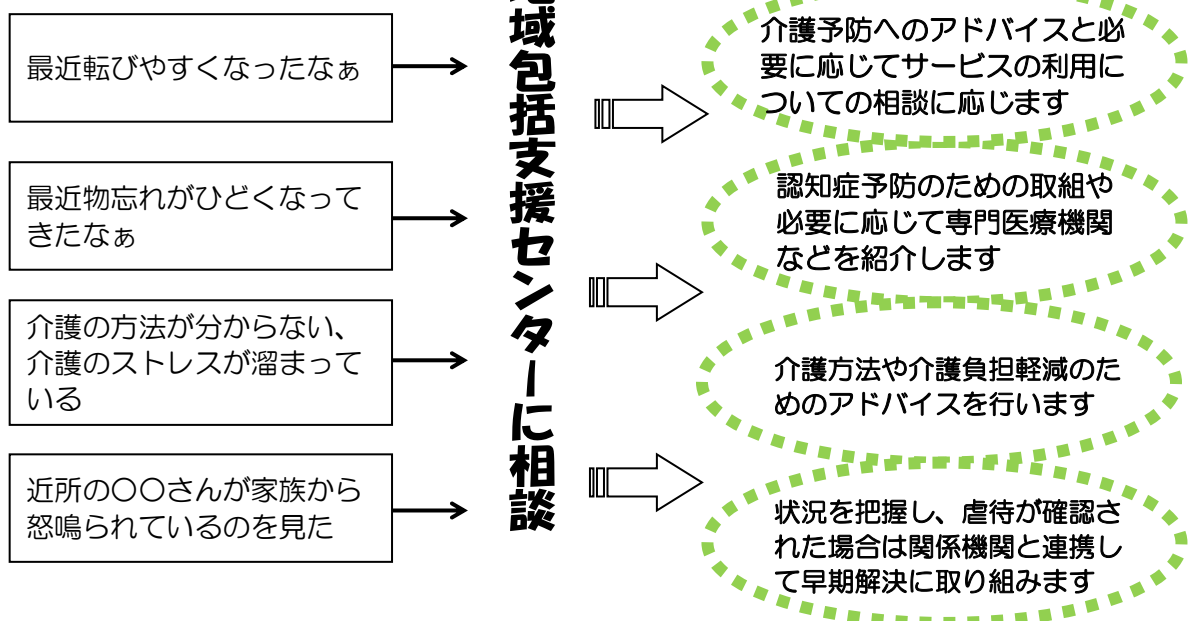 最近転びやすくなったなぁ
最近物忘れがひどくなって
きたなぁ
介護の方法が分からない、
介護のストレスが溜まって
いる
近所の〇〇さんが家族から
怒鳴られているのを見た
地域包括支援センターに相談
介護予防へのアドバイスと必
要に応じてサービスの利用に
ついての相談に応じます
認知症予防のための取組や
必要に応じて専門医療機関
などを紹介します
介護方法や介護負担軽減のた
めのアドバイスを行います
状況を把握し、虐待が確認さ
れた場合は関係機関と連携し
て早期解決に取り組みます